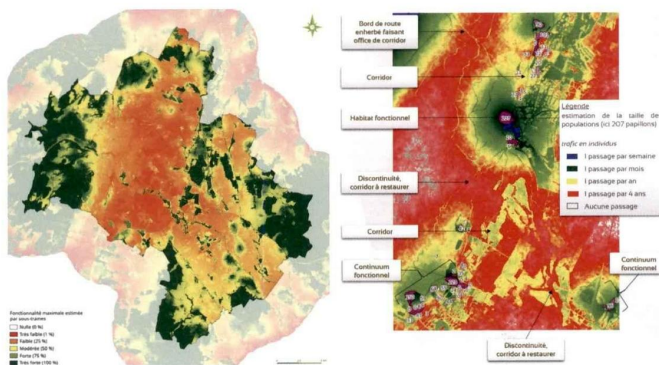 Fonctionnalité maximale estimée
par sous-trames
Nulle (0 %)
Très faible (1 %)
Faible (25 %)
Modérée (50 %)
Forte (75 %)
Très forte (100 %)
Bord de route
enherbé faisant
office de corridor
Corridor
Habitat fonctionnel
Discontinuité,
corridor à restaurer
Corridor
Continuum
fonctionnel
Légende
estimation de la taille de
populations (ici 207 papillons)
trafic en individus
1 passage par semaine
1 passage par mois
1 passage par an
1 passage par 4 ans
Aucune passage
Continuum
fonctionnel
Discontinuité,
corridor à restaurer